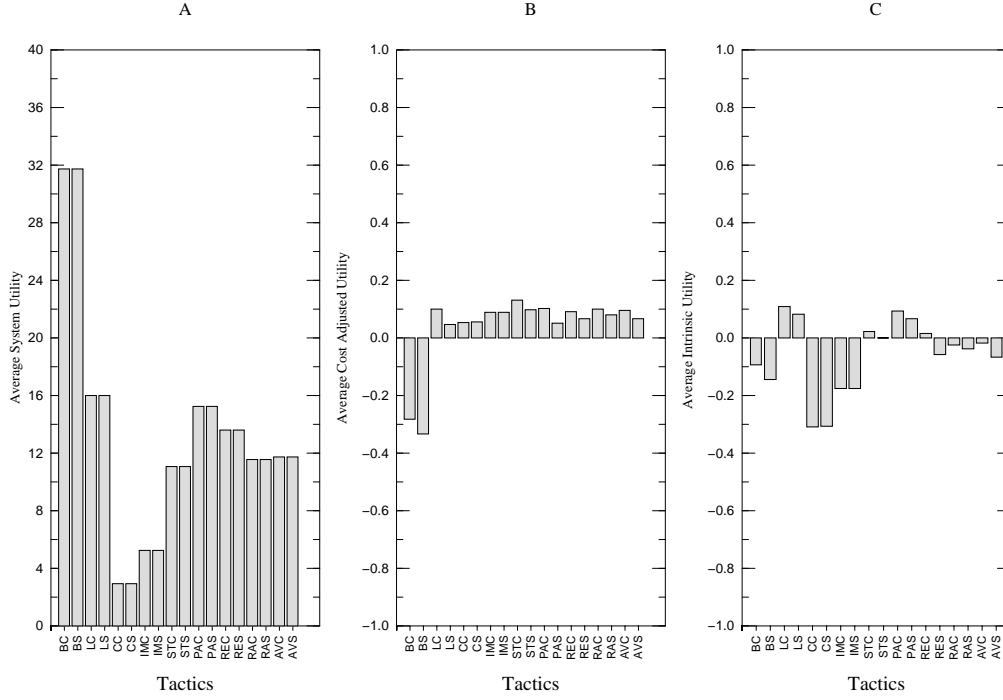 A
B
C
Average System Utility
40
36
32
28
24
20
16
12
8
4
0
BC BS LC LS CC CS IMC IMS STC STS PAC PAS REC RES RAC RAS AVC AVS
Tactics
Average Cost Adjusted Utility
1.0
0.8
0.6
0.4
0.2
0.0
−0.2
−0.4
−0.6
−0.8
−1.0
BC BS LC LS CC CS IMC IMS STC STS PAC PAS REC RES RAC RAS AVC AVS
Tactics
Average Intrinsic Utility
1.0
0.8
0.6
0.4
0.2
0.0
−0.2
−0.4
−0.6
−0.8
−1.0
BC BS LC LS CC CS IMC IMS STC STS PAC PAS REC RES RAC RAS AVC AVS
Tactics